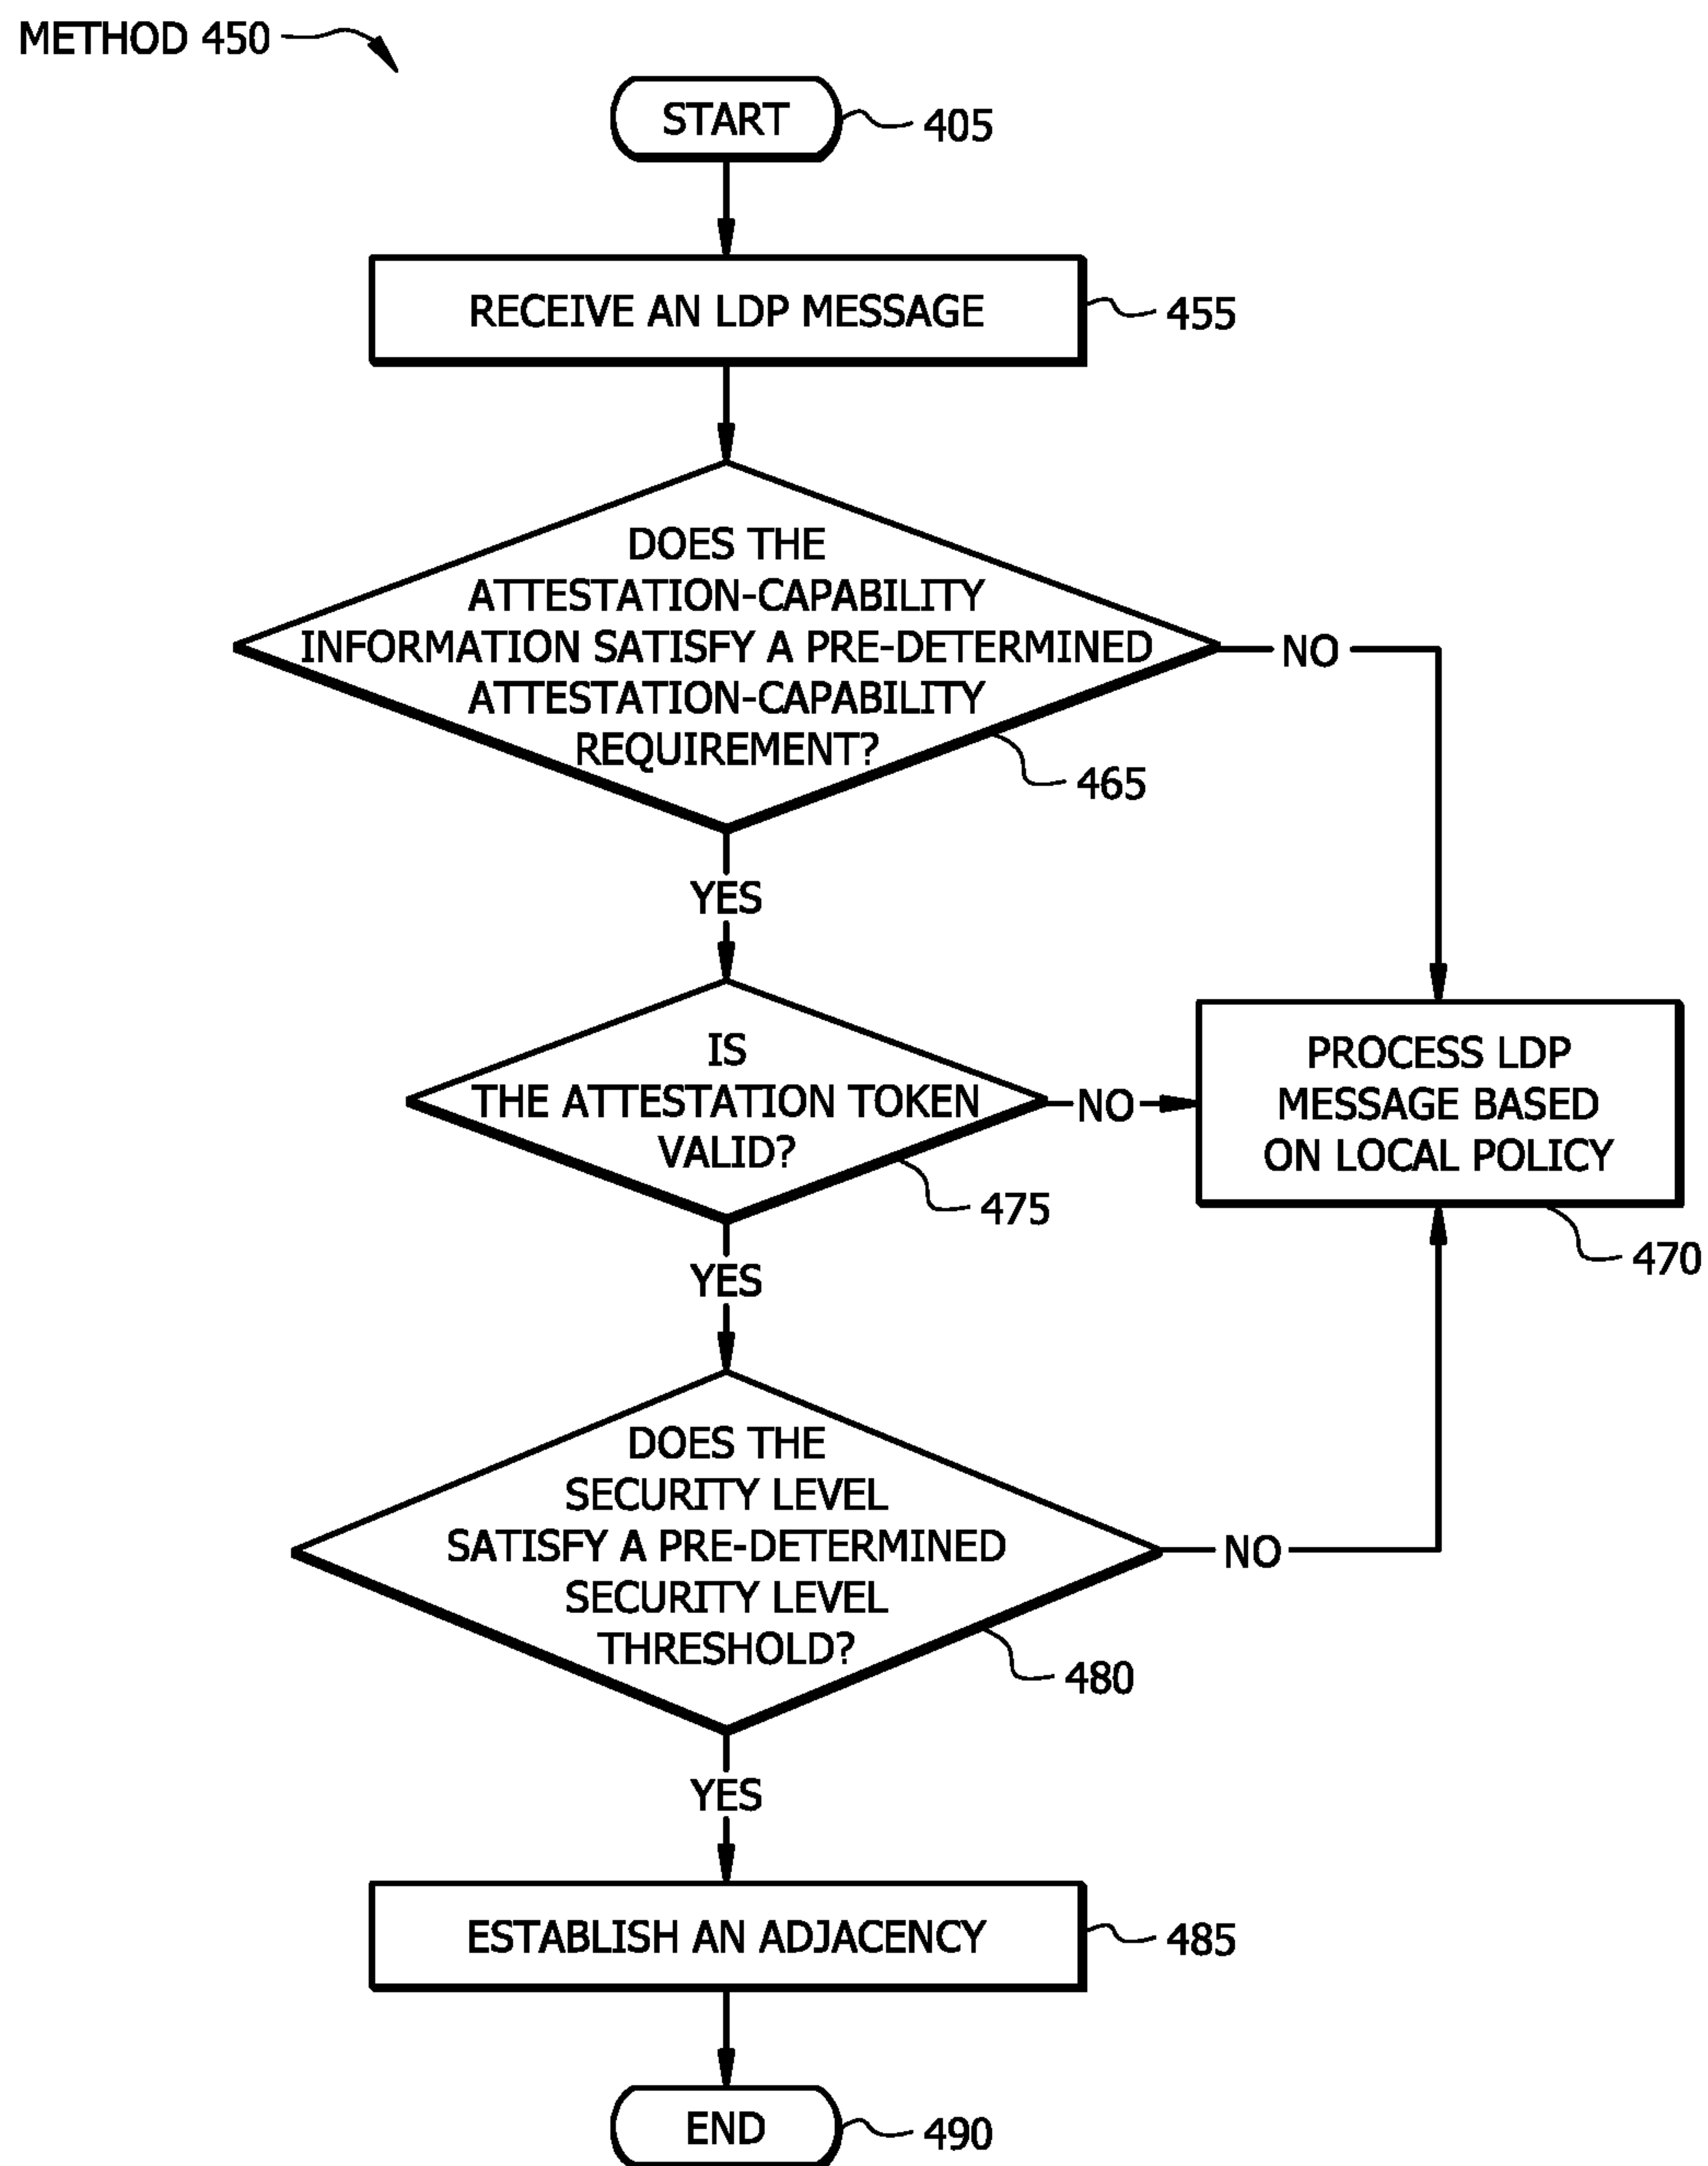 METHOD 450
START
405
RECEIVE AN LDP MESSAGE
455
DOES THE
ATTESTATION-CAPABILITY
INFORMATION SATISFY A PRE-DETERMINED
ATTESTATION-CAPABILITY
REQUIREMENT?
NO
465
YES
IS
THE ATTESTATION TOKEN
VALID?
NO
475
PROCESS LDP
MESSAGE BASED
ON LOCAL POLICY
470
YES
DOES THE
SECURITY LEVEL
SATISFY A PRE-DETERMINED
SECURITY LEVEL
THRESHOLD?
NO
480
YES
ESTABLISH AN ADJACENCY
485
END
490